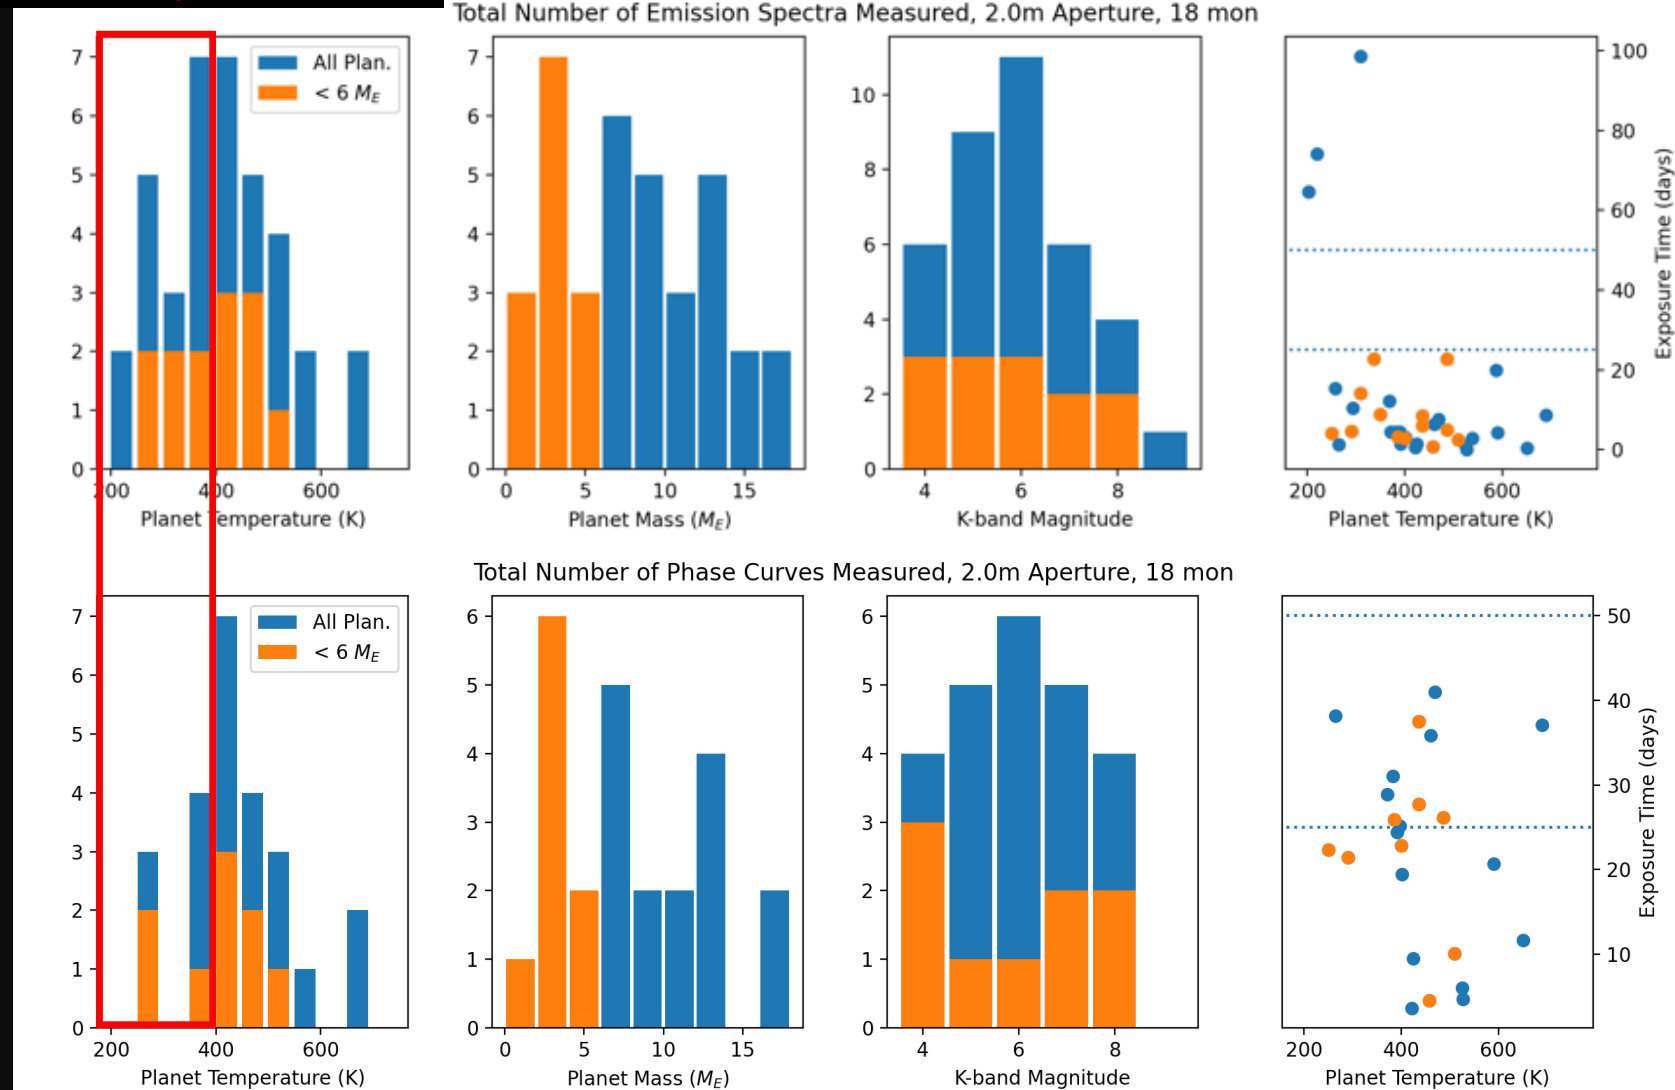 Total Number of Emission Spectra Measured, 2.0m Aperture, 18 mon
7
6
5
4
3
2
1
0
200 400 600
Planet Temperature (K)
All Plan.
< 6 M_E
7
6
5
4
3
2
1
0
0 5 10 15
Planet Mass (M_E)
10
8
6
4
2
0
4 6 8
K-band Magnitude
100
80
60
40
20
0
Exposure Time (days)
200 400 600
Planet Temperature (K)
Total Number of Phase Curves Measured, 2.0m Aperture, 18 mon
7
6
5
4
3
2
1
0
200 400 600
Planet Temperature (K)
All Plan.
< 6 M_E
6
5
4
3
2
1
0
0 5 10 15
Planet Mass (M_E)
6
5
4
3
2
1
0
4 6 8
K-band Magnitude
50
40
30
20
10
Exposure Time (days)
200 400 600
Planet Temperature (K)